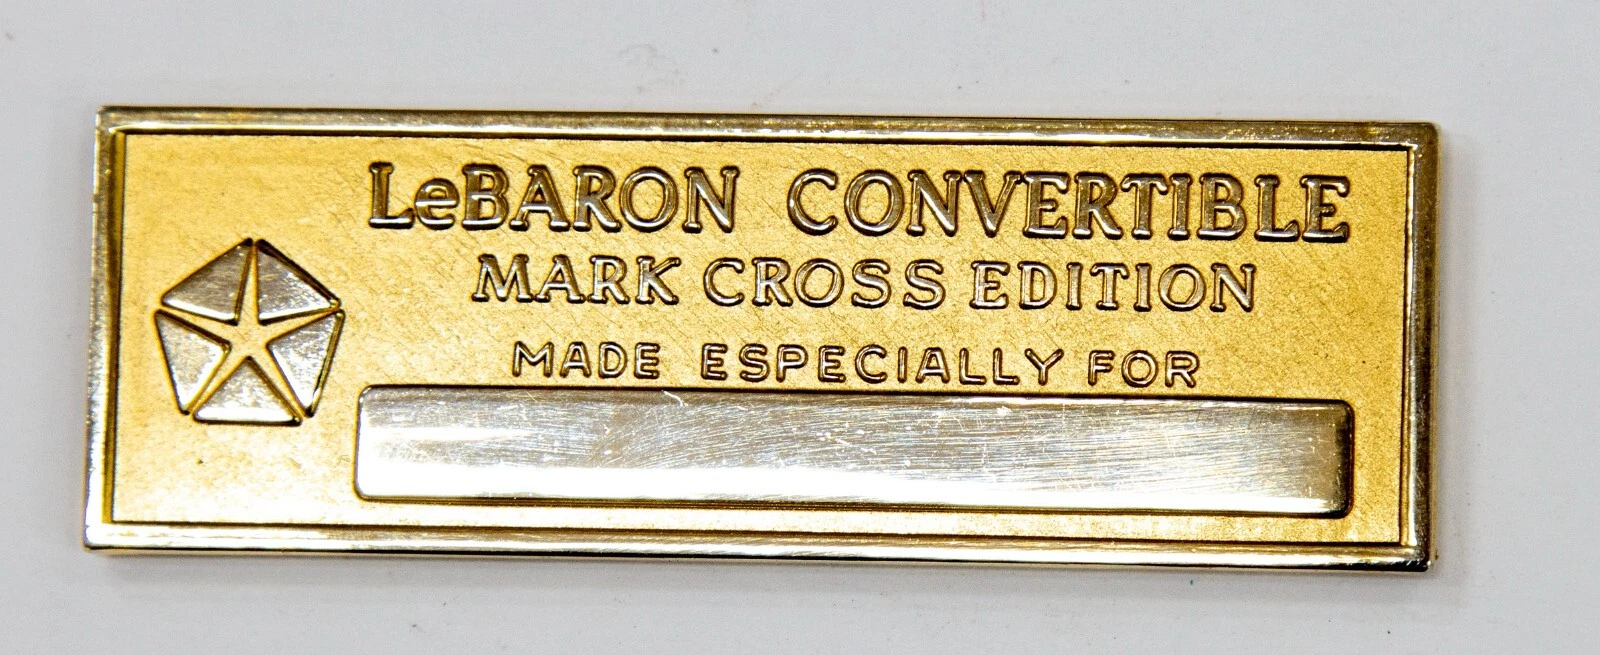 LeBARON CONVERTIBLE
MARK CROSS EDITION
MADE ESPECIALLY FOR